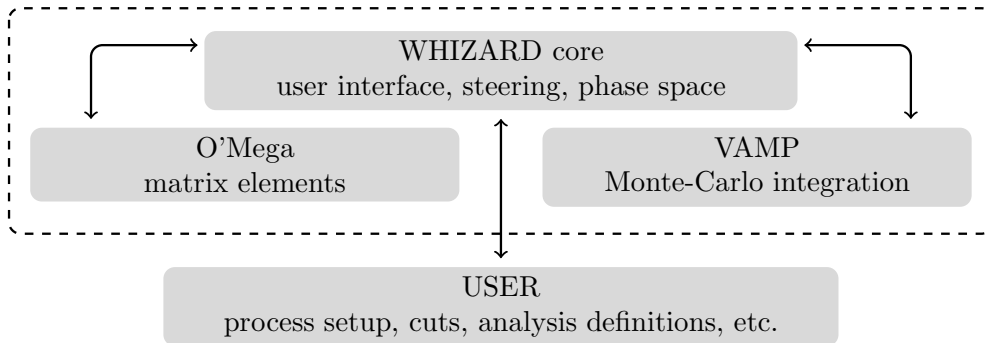 WHIZARD core
user interface, steering, phase space
O'Mega
matrix elements
VAMP
Monte-Carlo integration
USER
process setup, cuts, analysis definitions, etc.